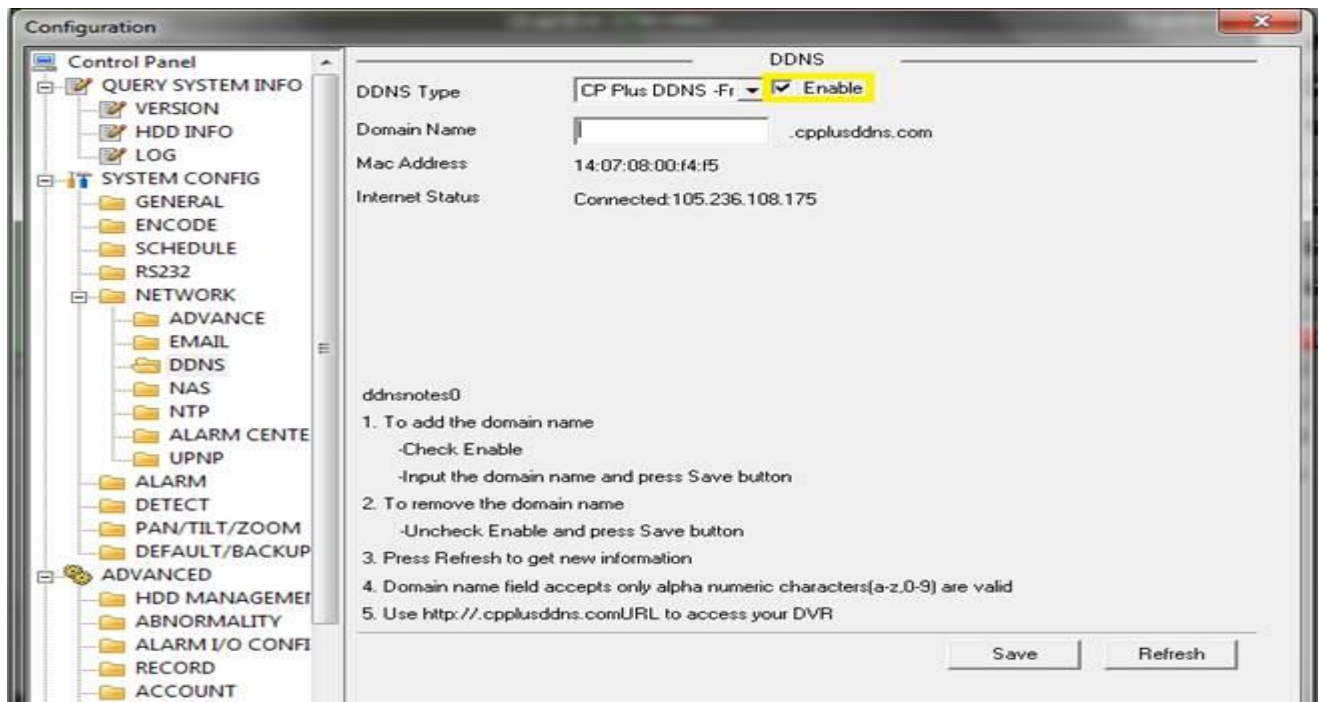 Configuration
Control Panel
QUERY SYSTEM INFO
VERSION
HDD INFO
LOG
SYSTEM CONFIG
GENERAL
ENCODE
SCHEDULE
RS232
NETWORK
ADVANCE
EMAIL
DDNS
NAS
NTP
ALARM CENTE
UPNP
ALARM
DETECT
PAN/TILT/ZOOM
DEFAULT/BACKUP
ADVANCED
HDD MANAGEMEI
ABNORMALITY
ALARM I/O CONFI
RECORD
ACCOUNT
DDNS
DDNS Type CP Plus DDNS -Fr Enable
Domain Name .cpplusddns.com
Mac Address 14:07:08:00:f4:f5
Internet Status Connected:105.236.108.175
ddnsnotes0
1. To add the domain name
-Check Enable
-Input the domain name and press Save button
2. To remove the domain name
-Uncheck Enable and press Save button
3. Press Refresh to get new information
4. Domain name field accepts only alpha numeric characters(a-z,0-9) are valid
5. Use http://.cpplusddns.comURL to access your DVR
Save Refresh